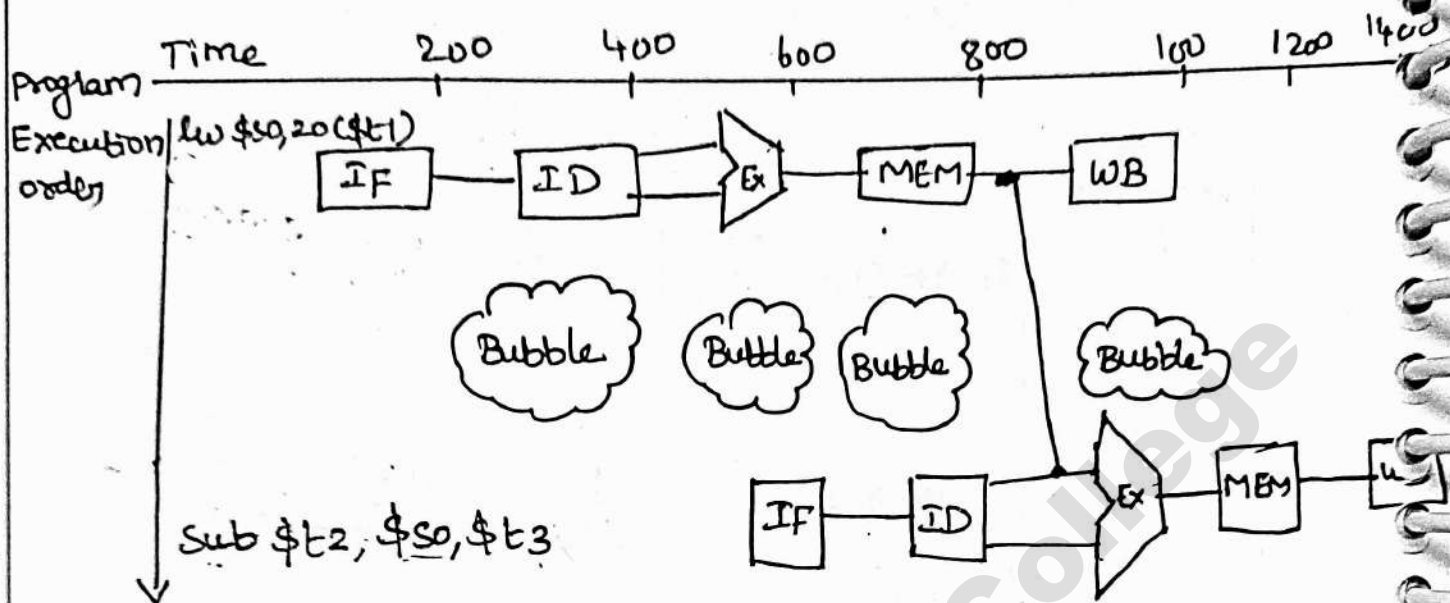 Time 200 400 600 800 100 1200 1400
Program
Execution
order
lw $s0, 20($t1)
IF ID Ex MEM WB
Bubble Bubble Bubble Bubble
IF ID Ex MEM
Sub $t2, $s0, $t3
College